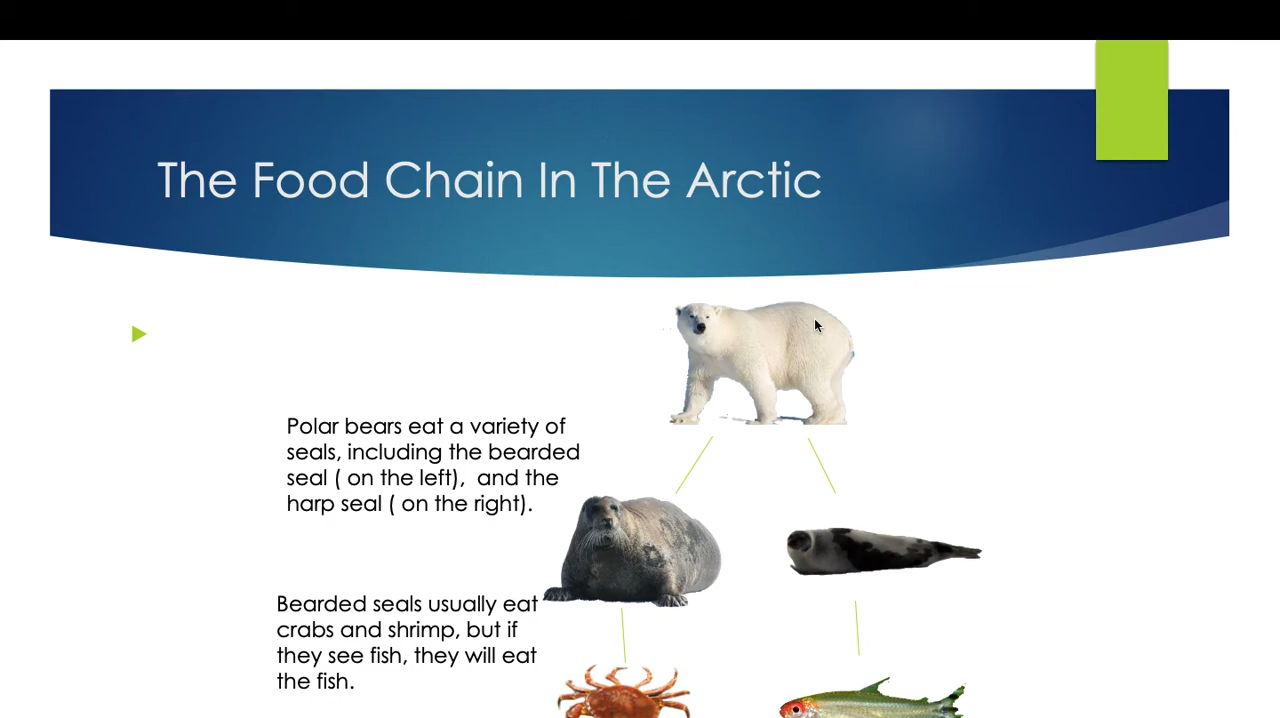 The Food Chain In The Arctic
Polar bears eat a variety of
seals, including the bearded
seal ( on the left),  and the
harp seal ( on the right).
Bearded seals usually eat
crabs and shrimp, but if
they see fish, they will eat
the fish.